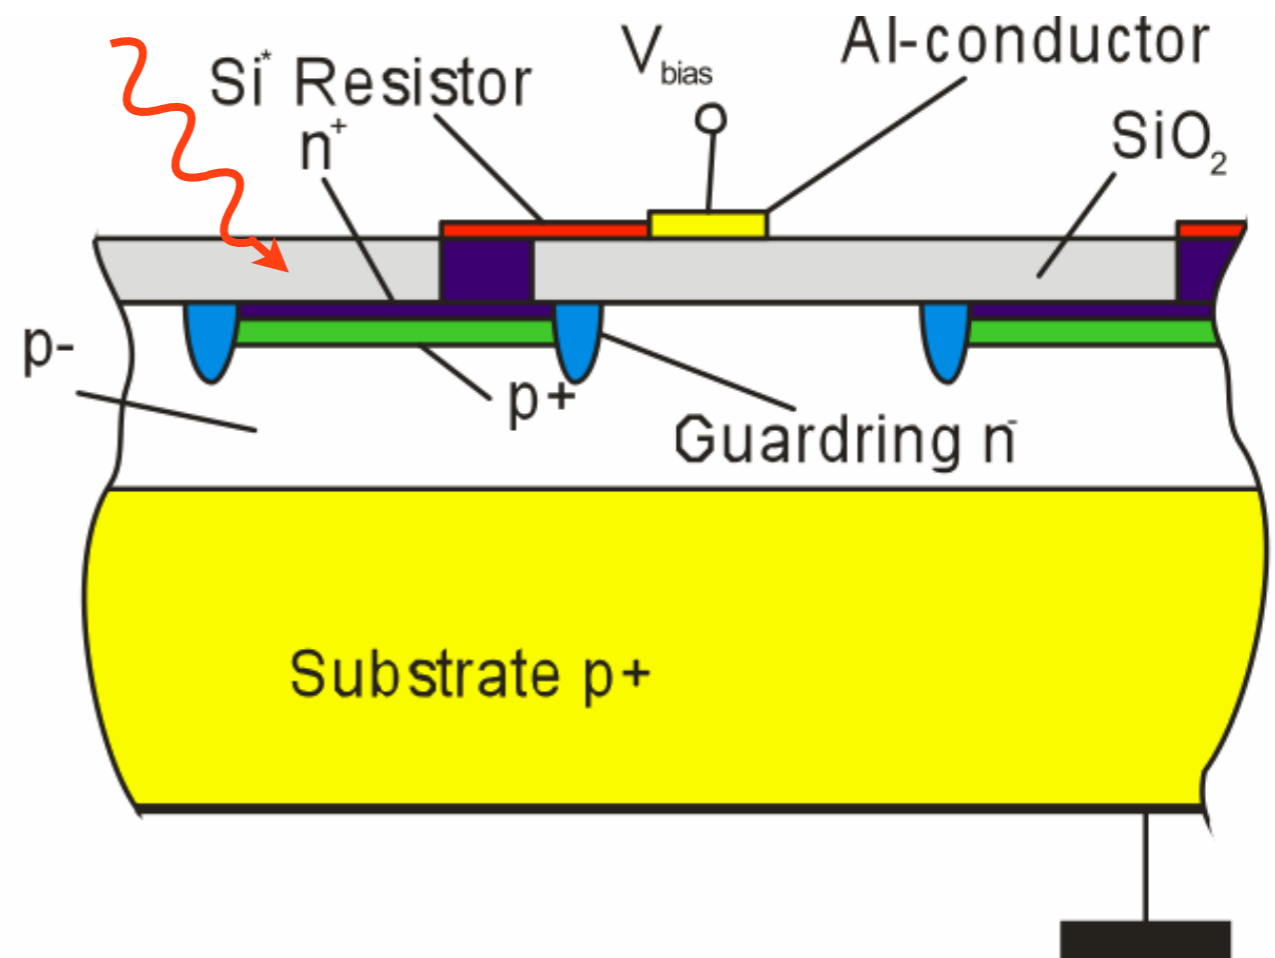 Si* Resistor
n+
Vbias
Al-conductor
SiO2
p-
p+
Guardring n-
Substrate p+